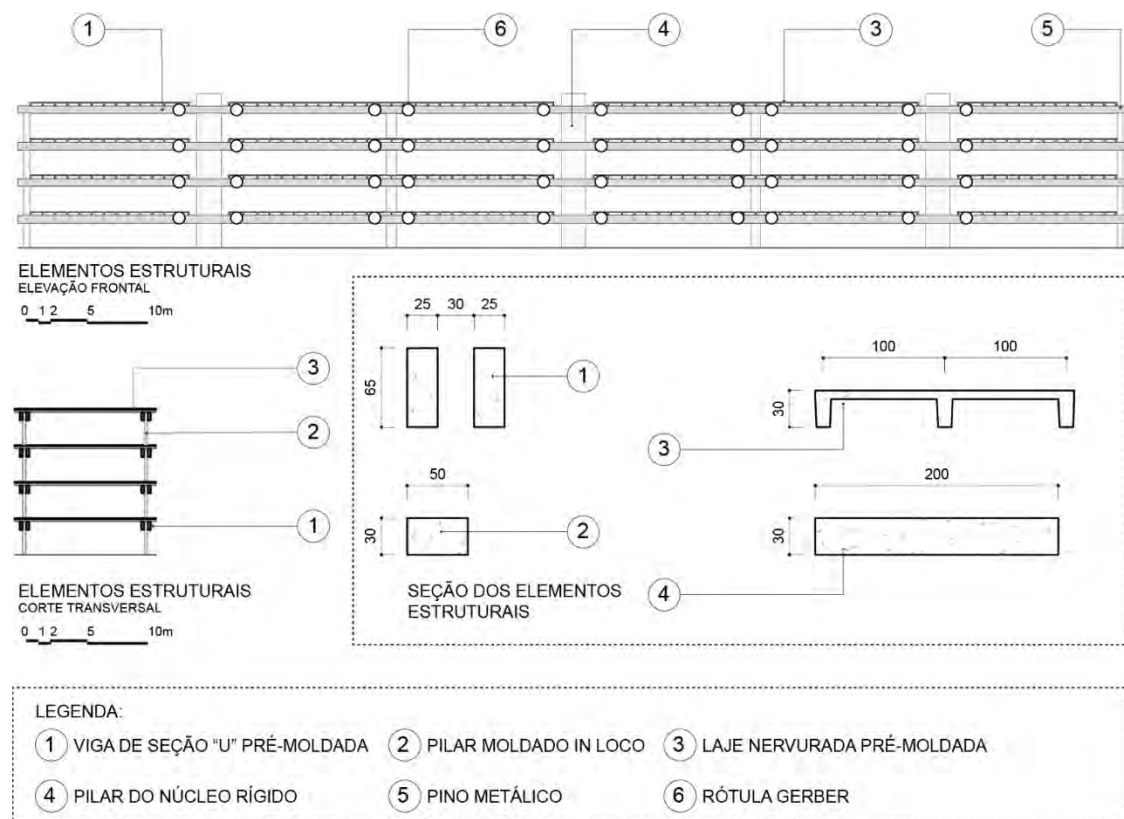 1 6 4 3 5
ELEMENTOS ESTRUTURAIS
ELEVAÇÃO FRONTAL
0 1 2 5 10m
3
2
1
ELEMENTOS ESTRUTURAIS
CORTE TRANSVERSAL
0 1 2 5 10m
25 30 25
65
1
100 100
30
3
50
30
2
200
30
4
SEÇÃO DOS ELEMENTOS
ESTRUTURAIS
LEGENDA:
1 VIGA DE SEÇÃO "U" PRÉ-MOLDADA 2 PILAR MOLDADO IN LOCO 3 LAJE NERVURADA PRÉ-MOLDADA
4 PILAR DO NÚCLEO RÍGIDO 5 PINO METÁLICO 6 RÓTULA GERBER